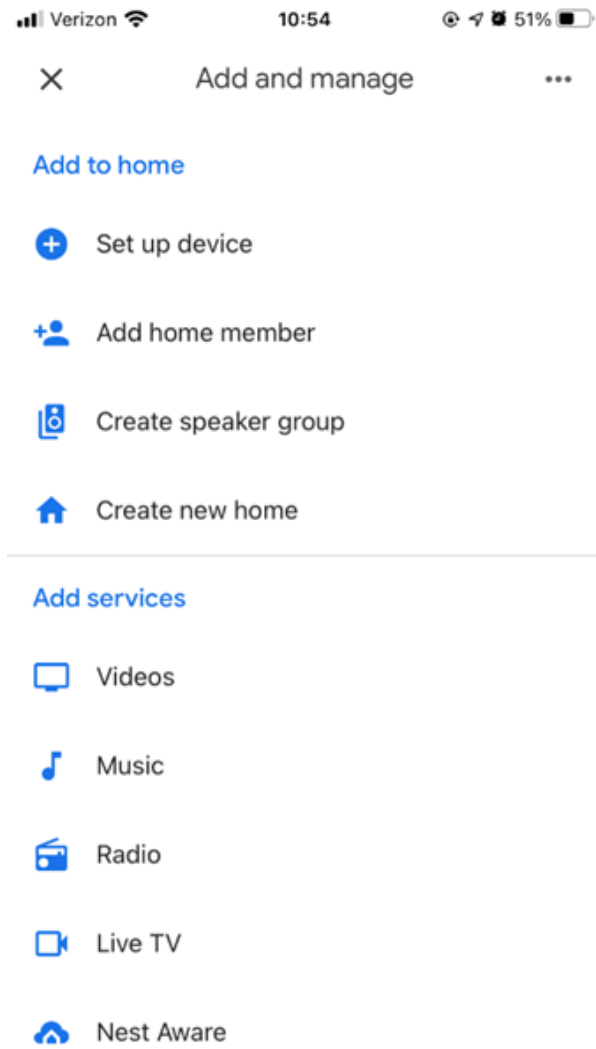 Verizon 10:54 51%
Add and manage
Add to home
Set up device
Add home member
Create speaker group
Create new home
Add services
Videos
Music
Radio
Live TV
Nest Aware